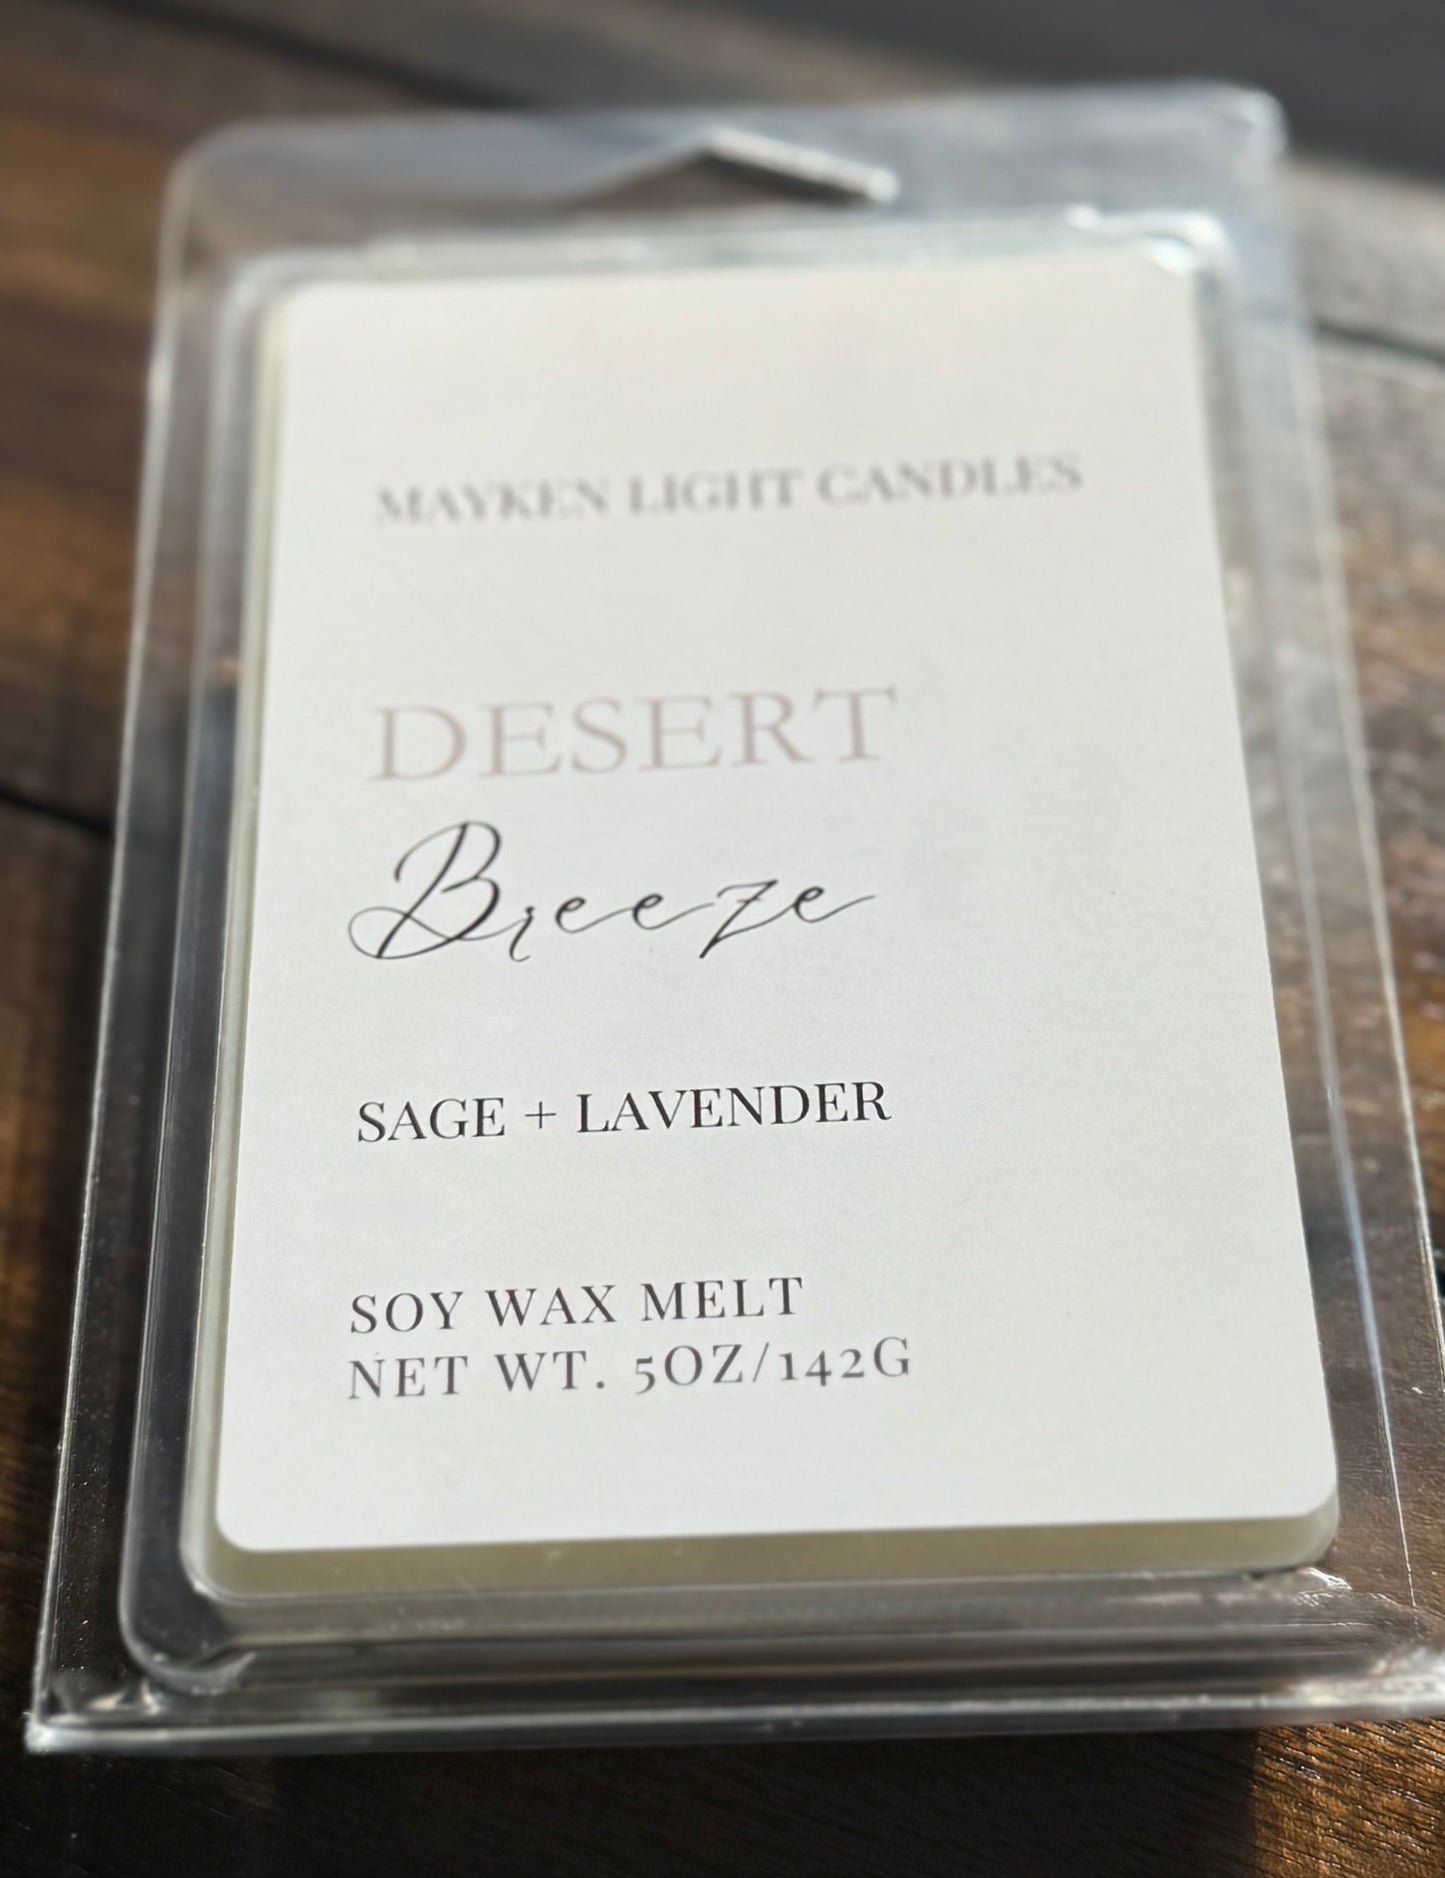 MAYKEN LIGHT CANDLES
DESERT
Breeze
SAGE + LAVENDER
SOY WAX MELT
NET WT. 5OZ/142G